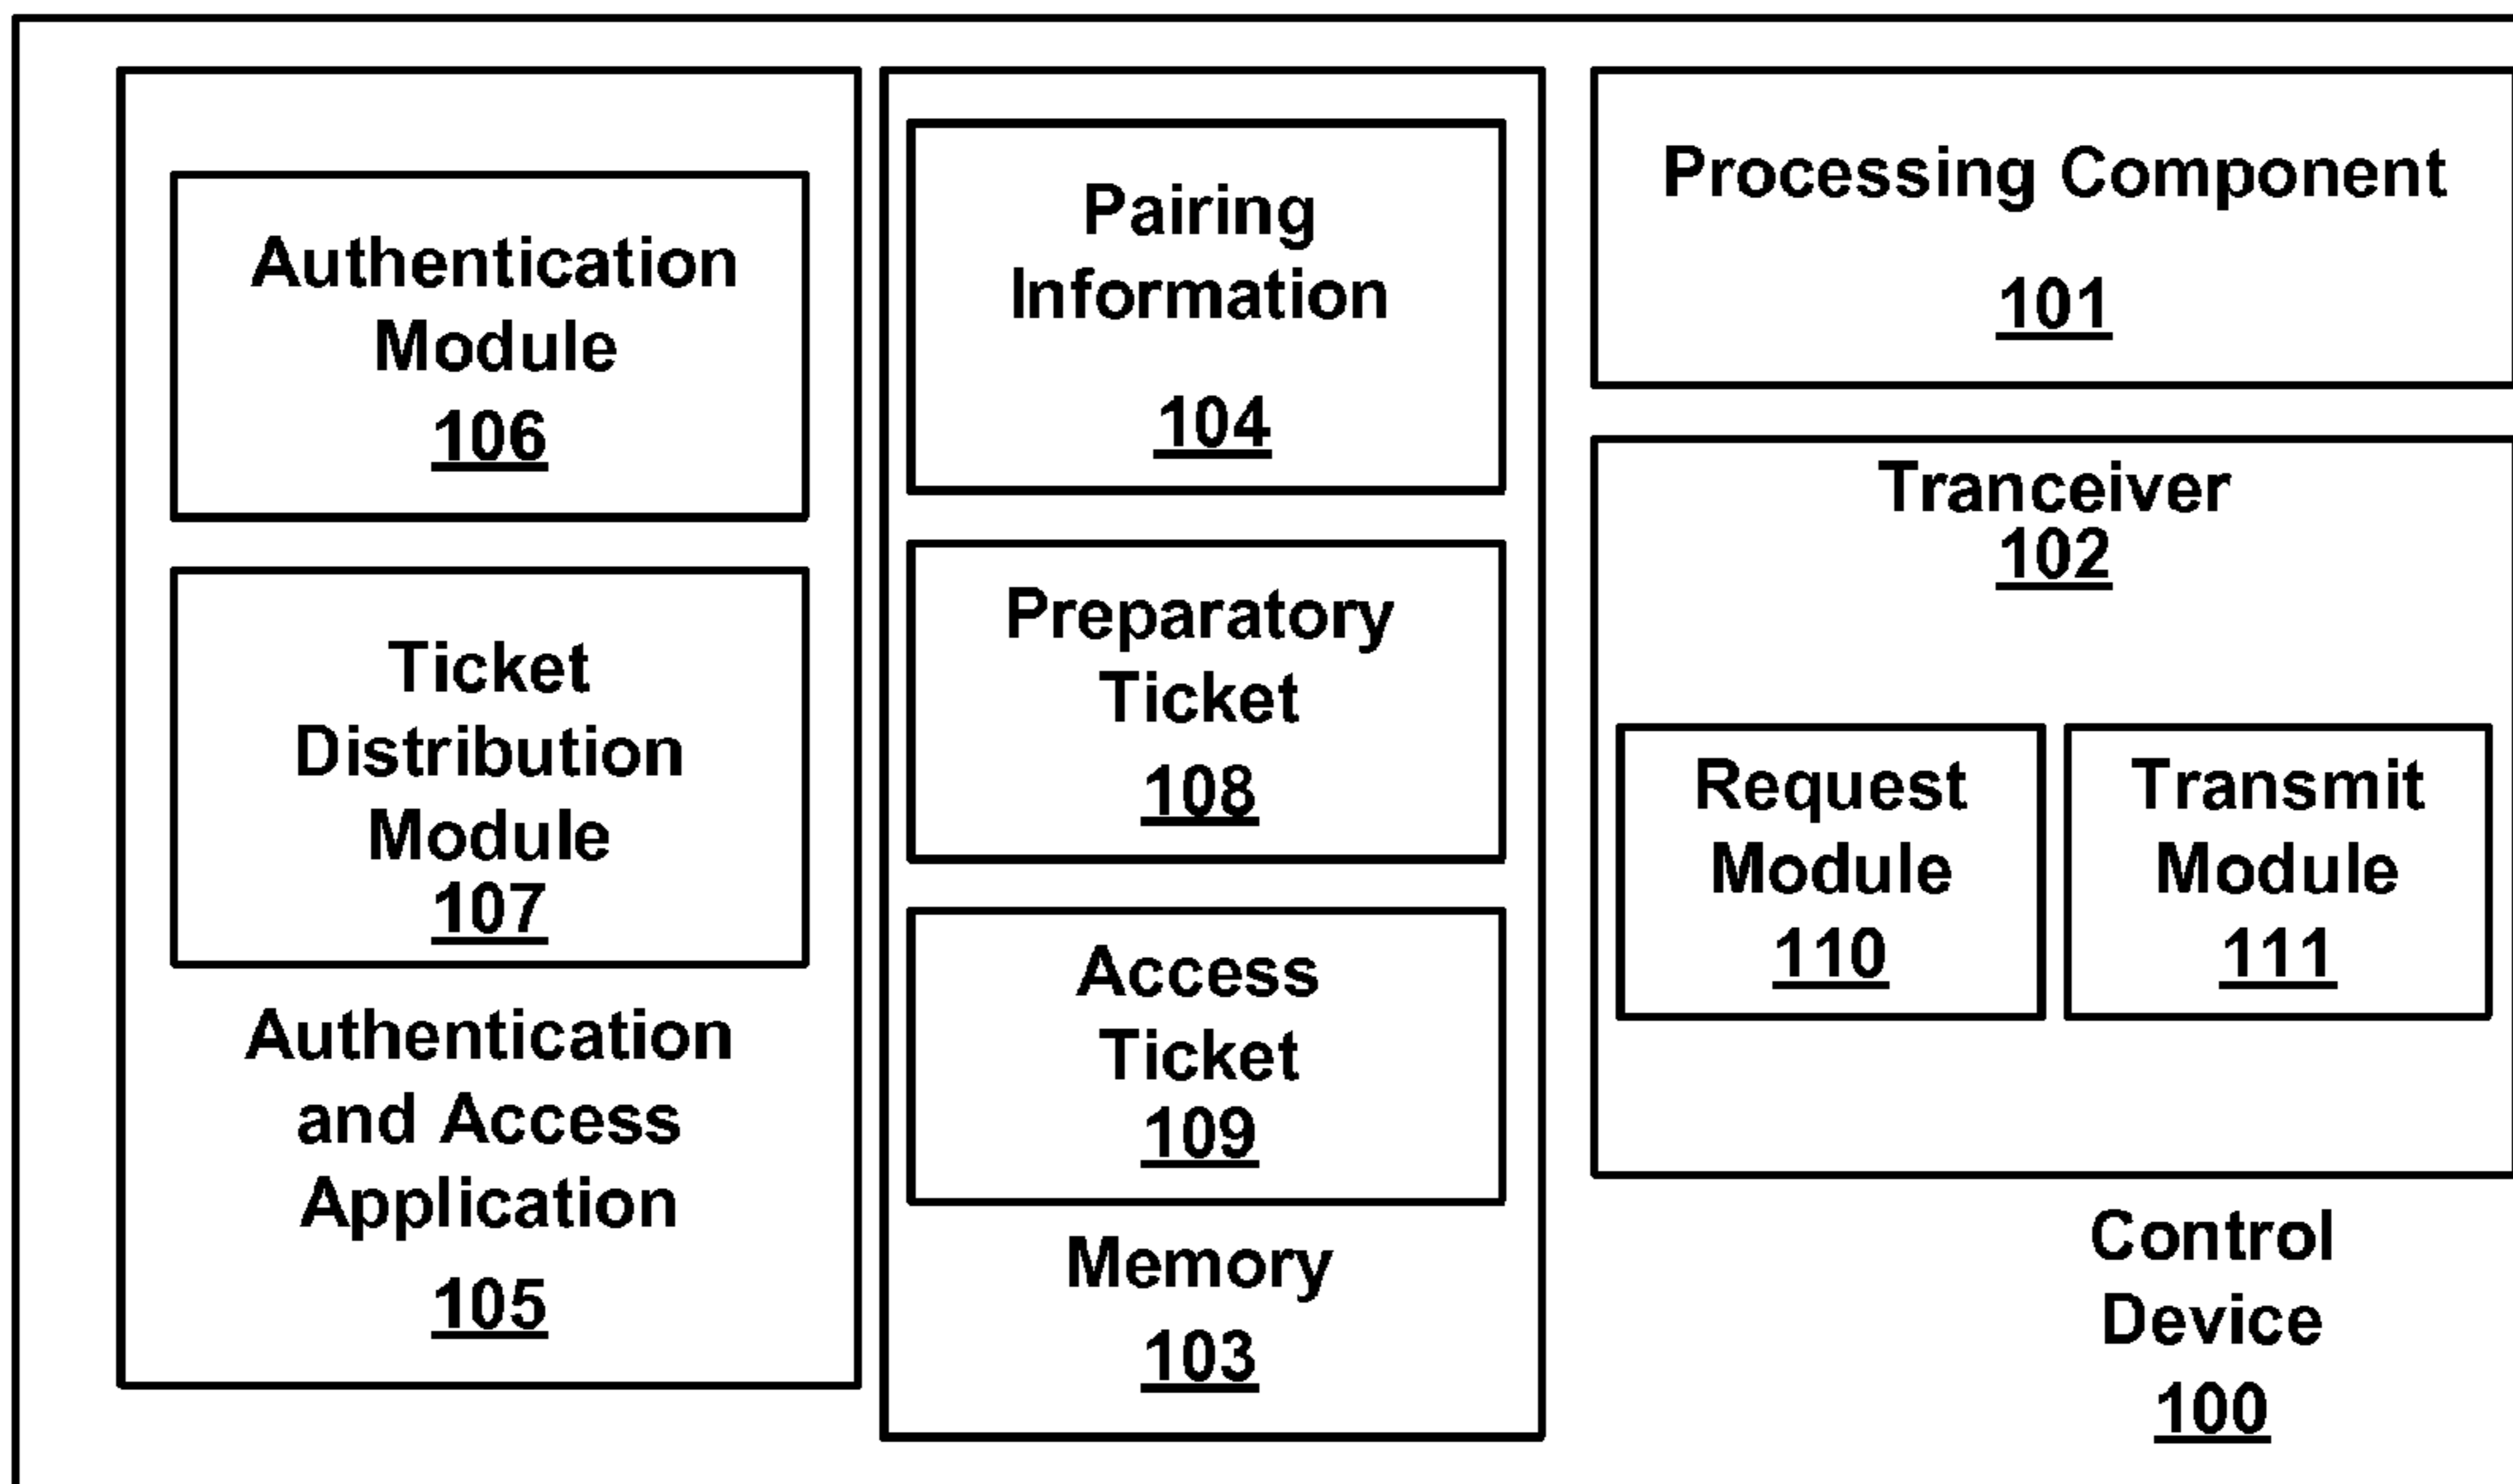 Authentication
Module
106
Ticket
Distribution
Module
107
Authentication
and Access
Application
105
Pairing
Information
104
Preparatory
Ticket
108
Access
Ticket
109
Memory
103
Processing Component
101
Tranceiver
102
Request
Module
110
Transmit
Module
111
Control
Device
100